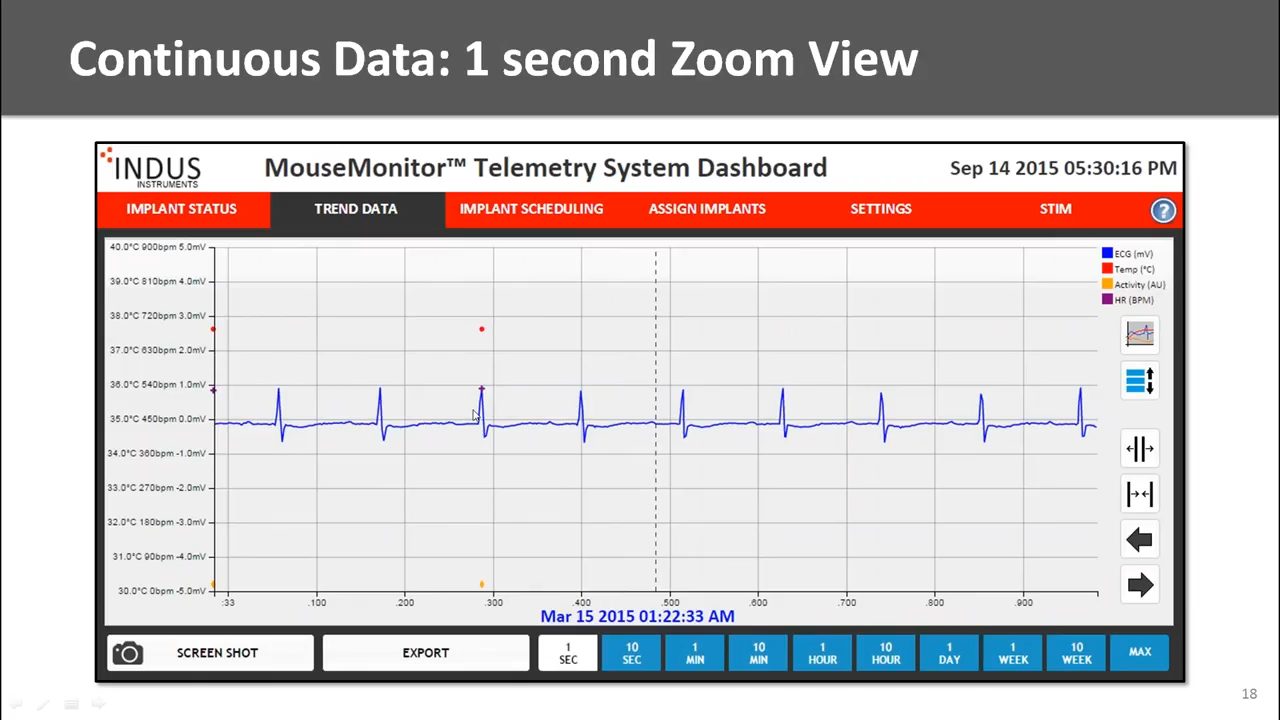 Continuous Data: 1 second Zoom View
INDUS
INSTRUMENTS
MouseMonitor™ Telemetry System Dashboard
Sep 14 2015 05:30:16 PM
IMPLANT STATUS
TREND DATA
IMPLANT SCHEDULING
ASSIGN IMPLANTS
SETTINGS
STIM
?
40.0°C 900bpm 5.0mV
39.0°C 810bpm 4.0mV
38.0°C 720bpm 3.0mV
37.0°C 630bpm 2.0mV
36.0°C 540bpm 1.0mV
35.0°C 450bpm 0.0mV
34.0°C 360bpm -1.0mV
33.0°C 270bpm -2.0mV
32.0°C 180bpm -3.0mV
31.0°C 90bpm -4.0mV
30.0°C 0bpm -5.0mV
ECG (mV)
Temp (°C)
Activity (AU)
HR (BPM)
:33 .100 .200 .300 .400 .500 .600 .700 .800 .900
Mar 15 2015 01:22:33 AM
SCREEN SHOT
EXPORT
1 SEC
10 SEC
1 MIN
10 MIN
1 HOUR
10 HOUR
1 DAY
1 WEEK
10 WEEK
MAX
18